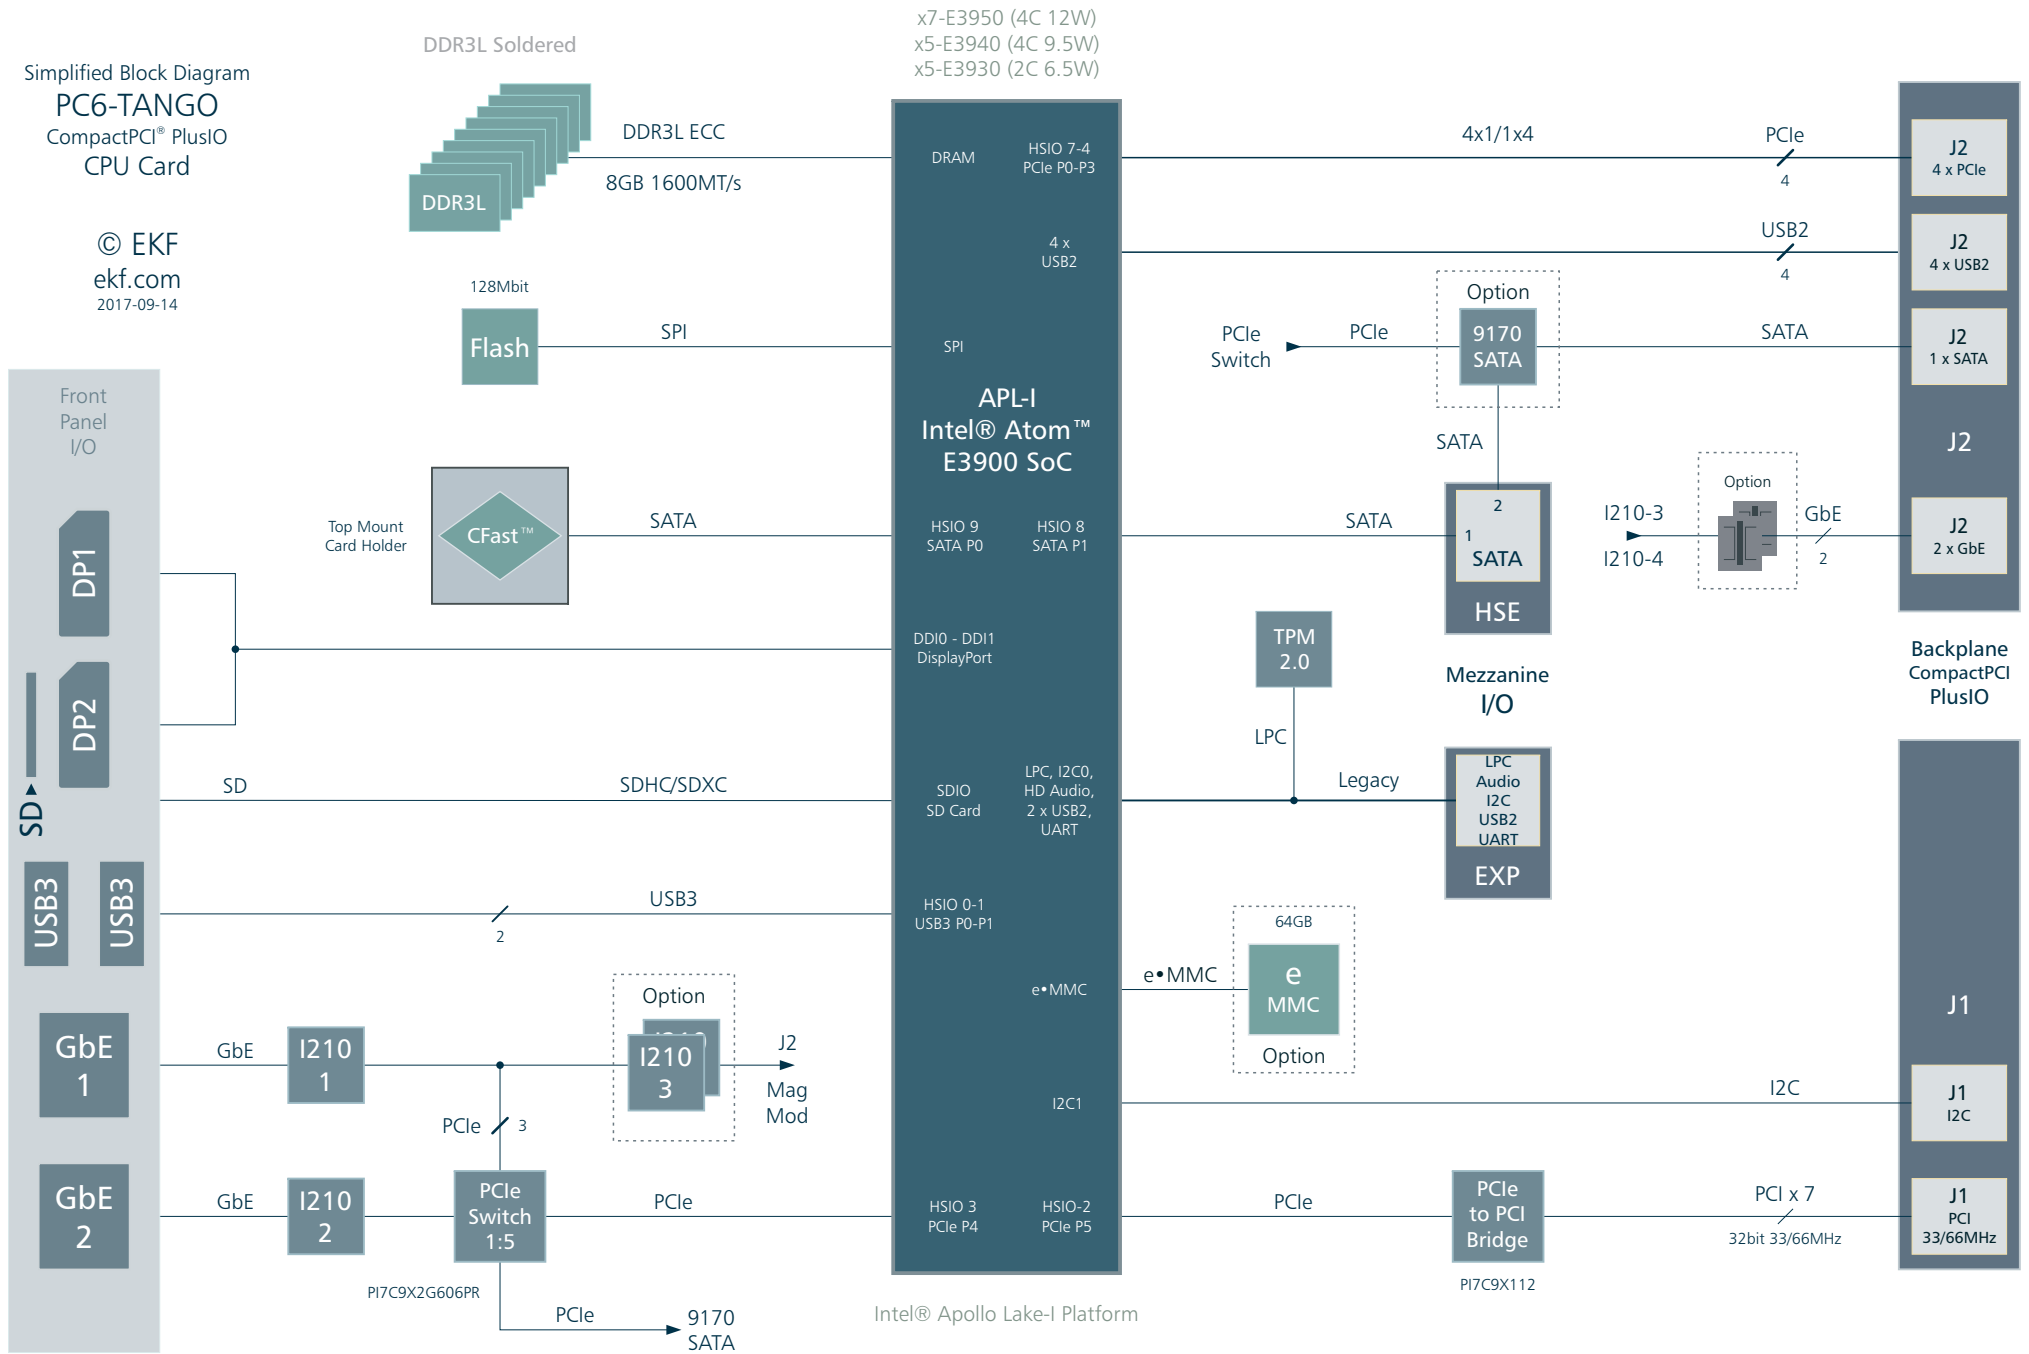 Simplified Block Diagram
PC6-TANGO
CompactPCI® PlusIO
CPU Card
© EKF
ekf.com
2017-09-14
DDR3L Soldered
DDR3L
DDR3L ECC
8GB 1600MT/s
x7-E3950 (4C 12W)
x5-E3940 (4C 9.5W)
x5-E3930 (2C 6.5W)
128Mbit
Flash
SPI
Top Mount
Card Holder
CFast™
SATA
Front
Panel
I/O
DP1
DP2
SD
USB3
USB3
GbE
1
GbE
2
SD
SDHC/SDXC
USB3
2
GbE
I210
1
Option
I210
I210
3
J2
Mag
Mod
PCIe
3
GbE
I210
2
PCIe
Switch
1:5
PI7C9X2G606PR
PCIe
PCIe
9170
SATA
DRAM
HSIO 7-4
PCIe P0-P3
4 x
USB2
SPI
APL-I
Intel® Atom™
E3900 SoC
HSIO 9
SATA P0
HSIO 8
SATA P1
DDI0 - DDI1
DisplayPort
SDIO
SD Card
LPC, I2C0,
HD Audio,
2 x USB2,
UART
HSIO 0-1
USB3 P0-P1
e•MMC
I2C1
HSIO 3
PCIe P4
HSIO-2
PCIe P5
Intel® Apollo Lake-I Platform
4x1/1x4
PCIe
4
USB2
4
PCIe
Switch
PCIe
Option
9170
SATA
SATA
SATA
SATA
2
1
SATA
HSE
I210-3
I210-4
Option
GbE
2
TPM
2.0
LPC
Mezzanine
I/O
Legacy
LPC
Audio
I2C
USB2
UART
EXP
e•MMC
64GB
e
MMC
Option
I2C
PCIe
PCIe
to PCI
Bridge
PI7C9X112
PCI x 7
32bit 33/66MHz
J2
4 x PCIe
J2
4 x USB2
J2
1 x SATA
J2
J2
2 x GbE
Backplane
CompactPCI
PlusIO
J1
J1
I2C
J1
PCI
33/66MHz